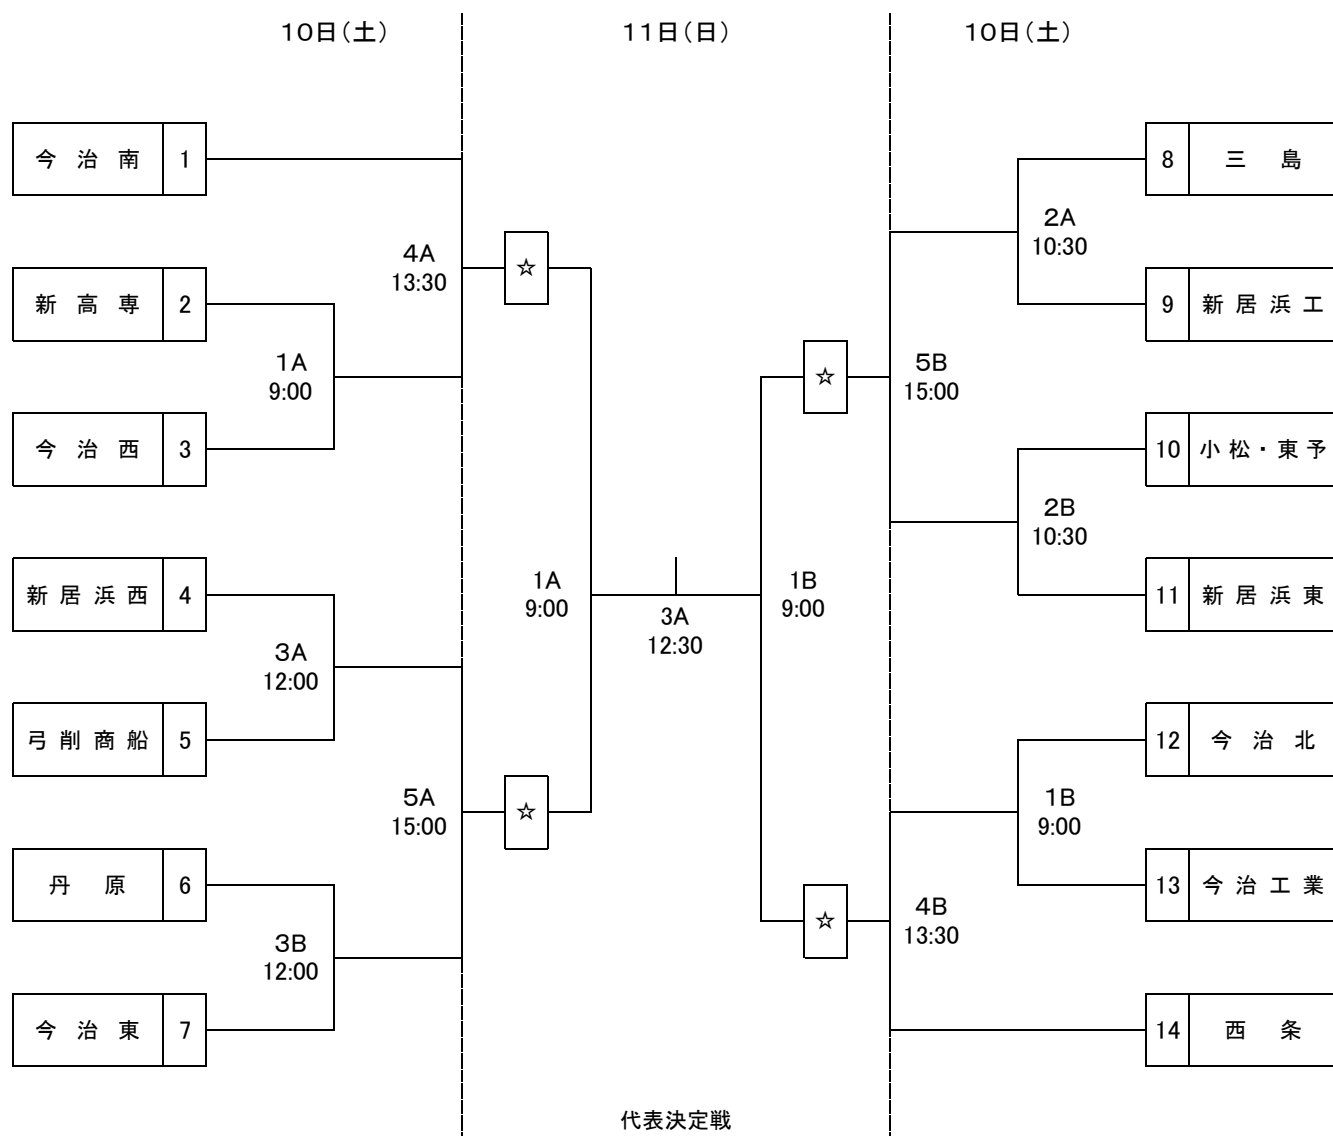 10日(土)
11日(日)
10日(土)
今治南 1
8 三島
2A
10:30
4A
13:30
☆
新高専 2
9 新居浜工
1A
9:00
☆
5B
15:00
今治西 3
10 小松・東予
2B
10:30
新居浜西 4
1A
9:00
3A
12:30
1B
9:00
11 新居浜東
3A
12:00
弓削商船 5
12 今治北
5A
15:00
☆
1B
9:00
丹原 6
13 今治工業
☆
4B
13:30
3B
12:00
今治東 7
14 西条
代表決定戦